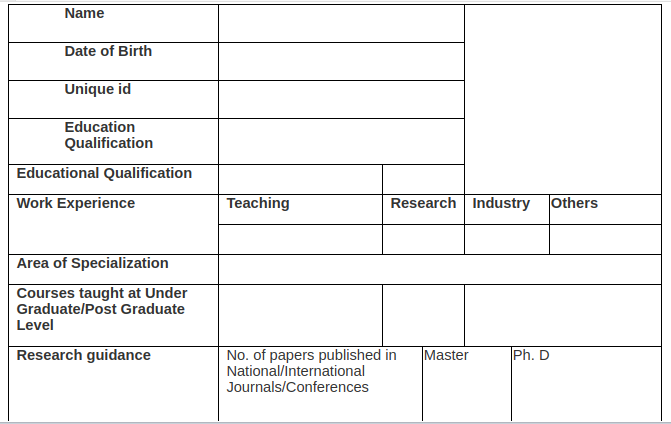 Name
Date of Birth
Unique id
Education
Qualification
Educational Qualification
Work Experience
Teaching
Research
Industry
Others
Area of Specialization
Courses taught at Under
Graduate/Post Graduate
Level
Research guidance
No. of papers published in
National/International
Journals/Conferences
Master
Ph. D